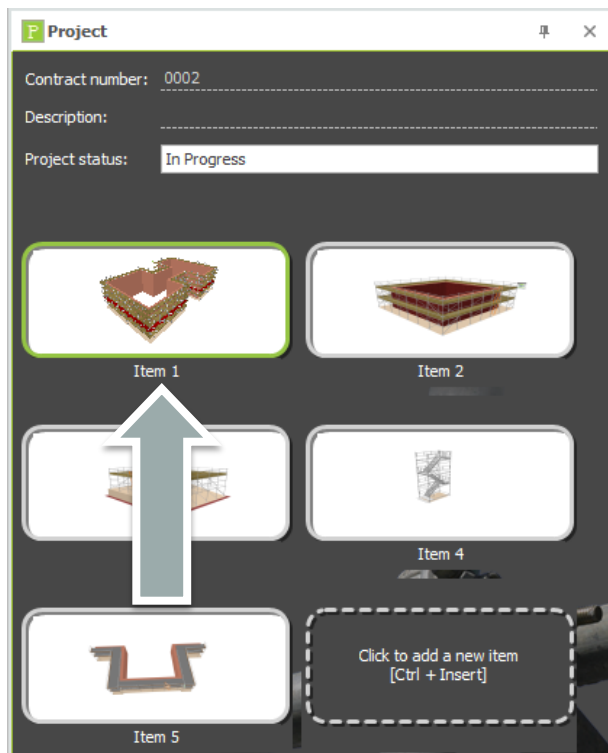 P Project
Contract number: 0002
Description:
Project status: In Progress
Item 1
Item 2
Item 4
Click to add a new item
[Ctrl + Insert]
Item 5